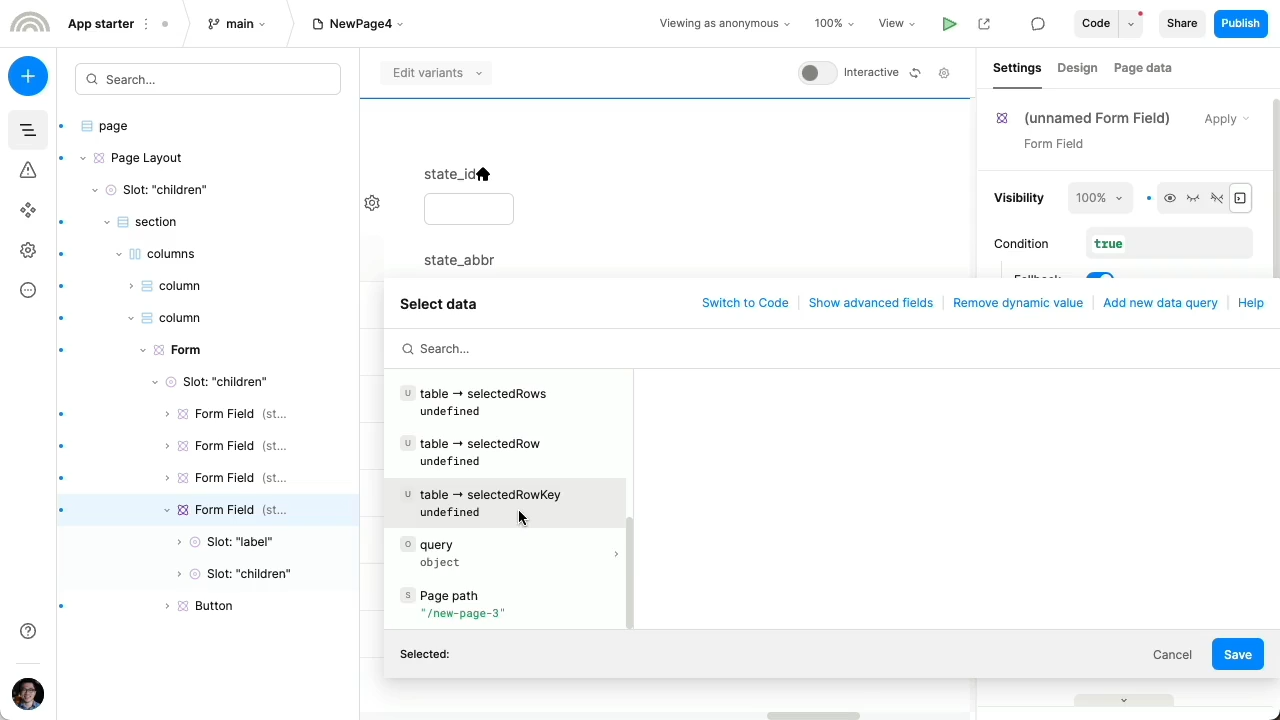 App starter
main
NewPage4
Viewing as anonymous
100%
View
Code
Share
Publish
Search...
Edit variants
Interactive
Settings
Design
Page data
page
Page Layout
Slot: "children"
section
columns
column
column
Form
Slot: "children"
Form Field (st...
Form Field (st...
Form Field (st...
Form Field (st...
Slot: "label"
Slot: "children"
Button
state_id
state_abbr
(unnamed Form Field)
Apply
Form Field
Visibility
100%
Condition
true
Fallback
Select data
Switch to Code
Show advanced fields
Remove dynamic value
Add new data query
Help
Search...
U table → selectedRows
undefined
U table → selectedRow
undefined
U table → selectedRowKey
undefined
O query
object
S Page path
"/new-page-3"
Selected:
Cancel
Save